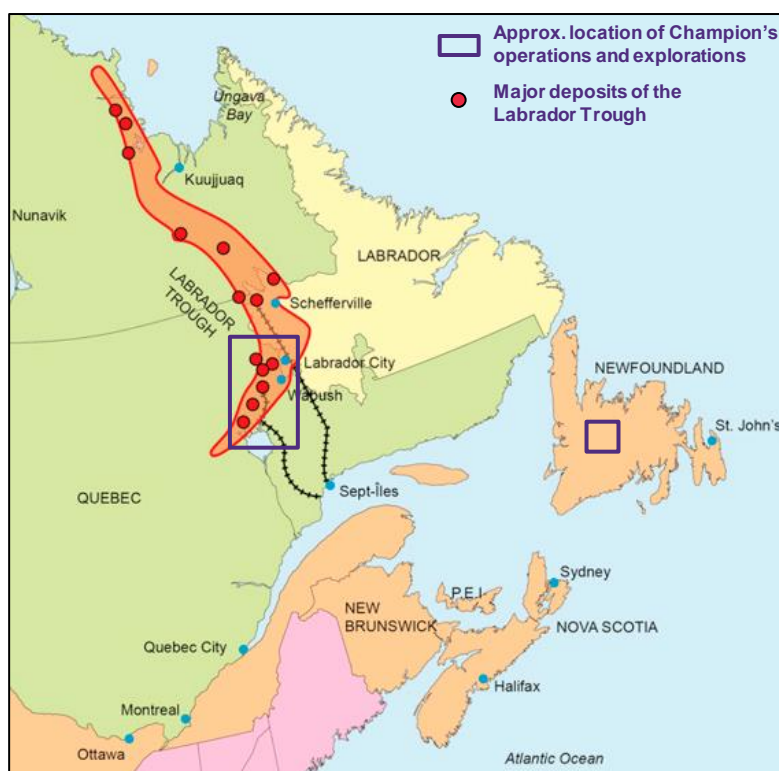 Approx. location of Champion's
operations and explorations
Major deposits of the
Labrador Trough
Ungava
Bay
Kuujjuaq
Nunavik
LABRADOR
LABRADOR
TROUGH
Schefferville
Labrador City
Wabush
NEWFOUNDLAND
St. John's
QUEBEC
Sept-Îles
Sydney
P.E.I.
NEW
BRUNSWICK
NOVA SCOTIA
Quebec City
Halifax
Montreal
Ottawa
Atlantic Ocean